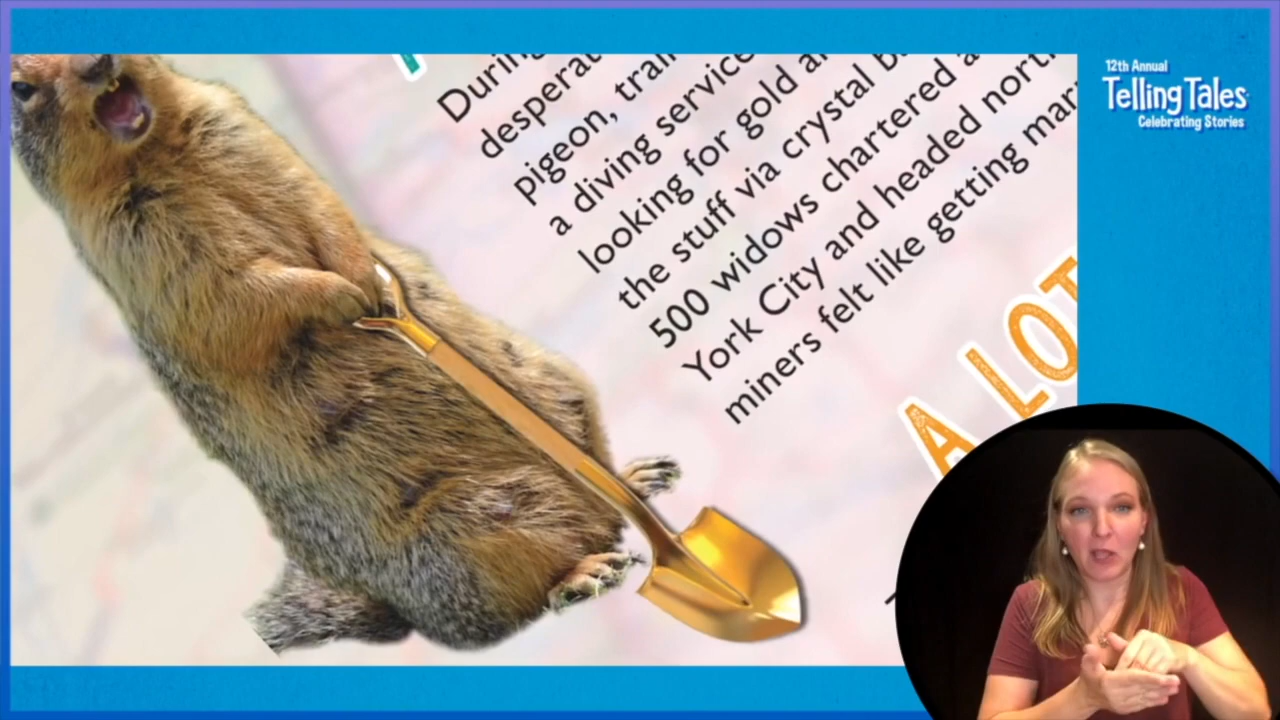 12th Annual
Telling Tales
Celebrating Stories
During
desperat
pigeon, trai
a diving service
looking for gold a
the stuff via crystal b
500 widows chartered a
York City and headed nort
miners felt like getting mar
A LOT